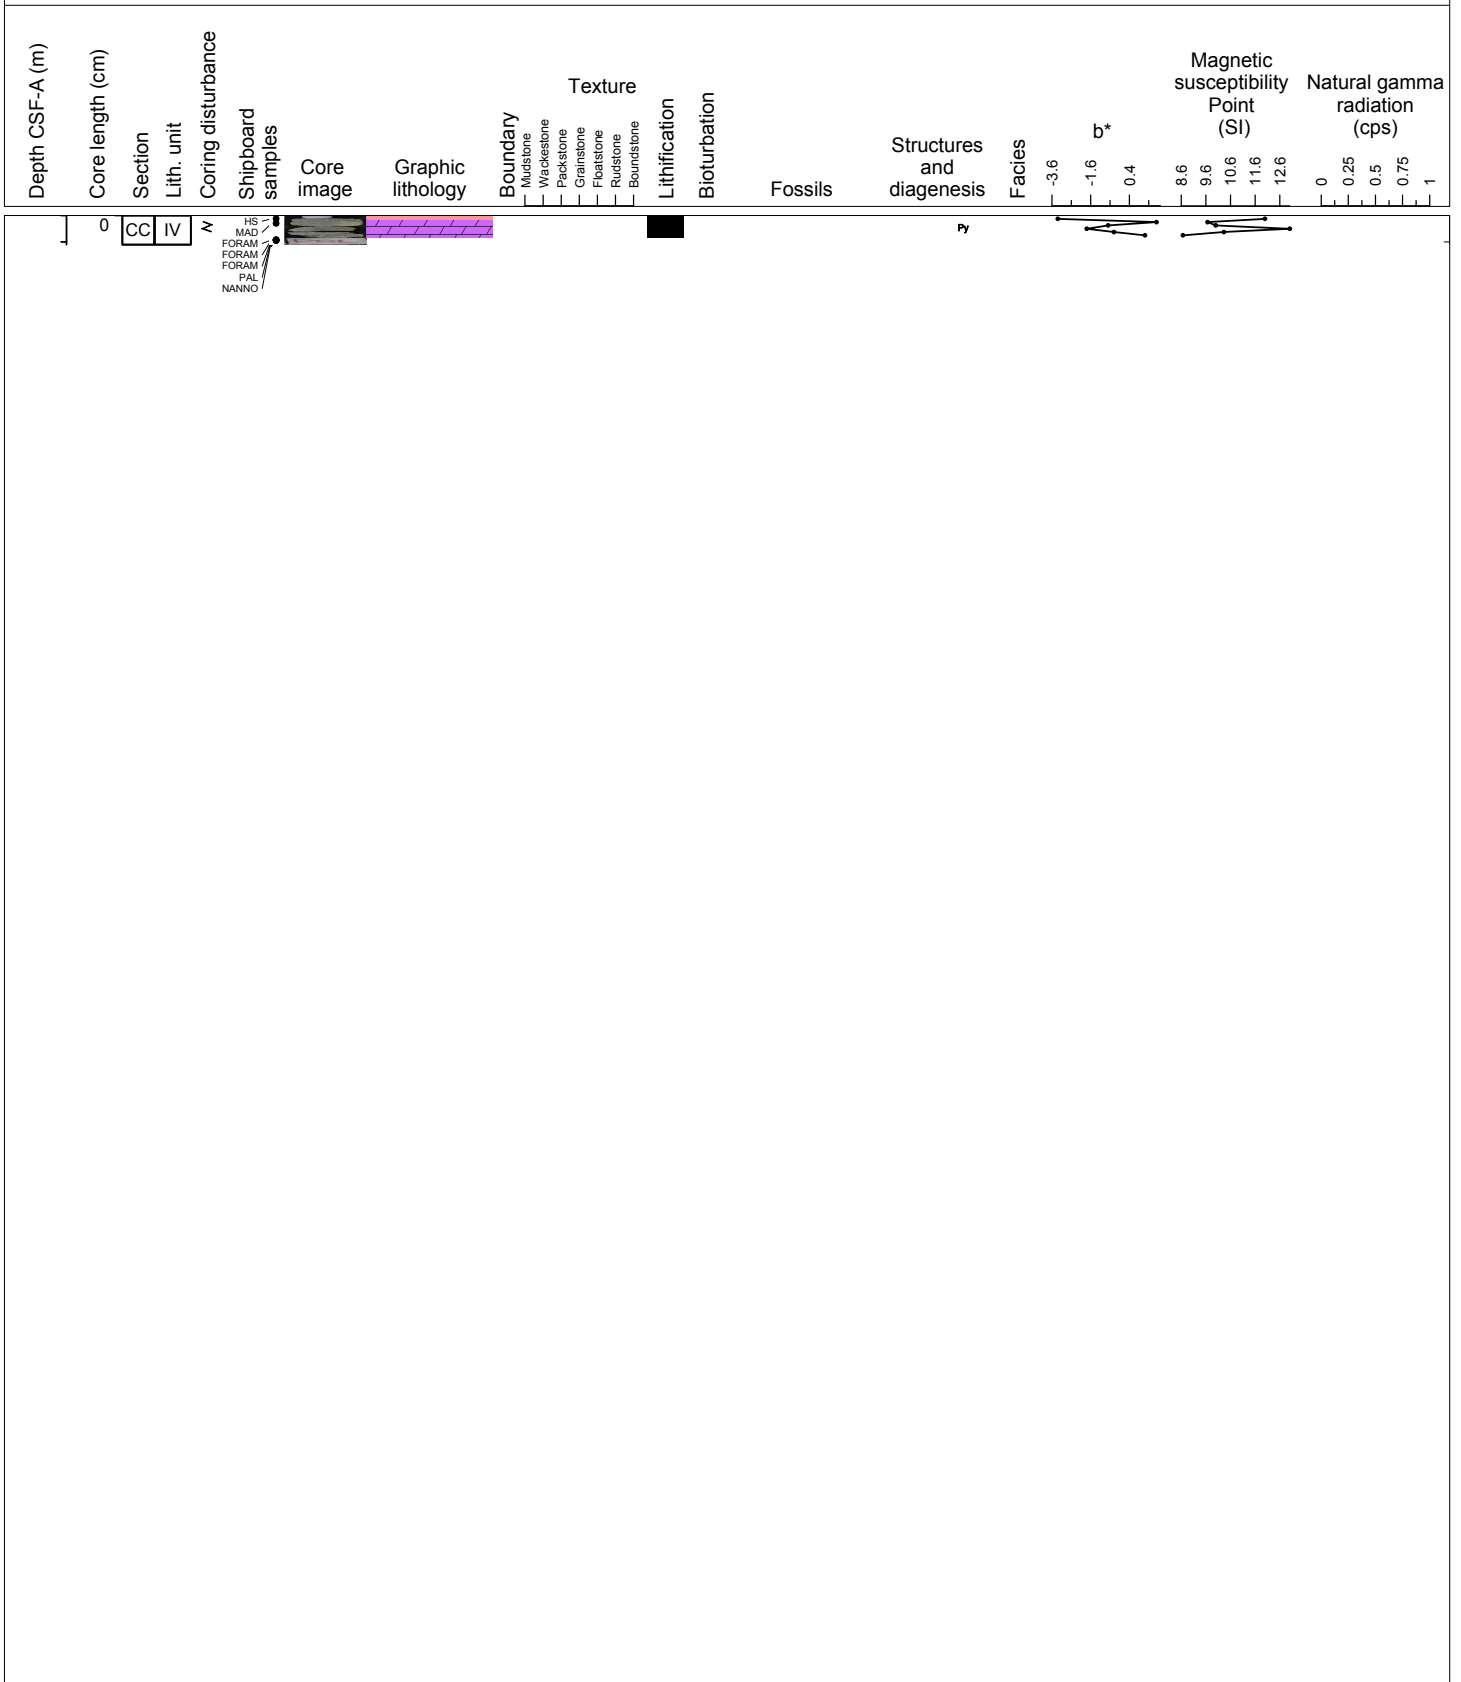 Depth CSF-A (m)
Core length (cm)
Section
Lith. unit
Coring disturbance
Shipboard
samples
Core
image
Graphic
lithology
Boundary
Texture
Mudstone
Wackestone
Packstone
Grainstone
Floatstone
Rudstone
Boundstone
Lithification
Bioturbation
Fossils
Structures
and
diagenesis
Facies
b*
-3.6
-1.6
0.4
Magnetic
susceptibility
Point
(SI)
8.6
9.6
10.6
11.6
12.6
Natural gamma
radiation
(cps)
0
0.25
0.5
0.75
1
0
CC
IV
HS
MAD
FORAM
FORAM
FORAM
PAL
NANNO
Py